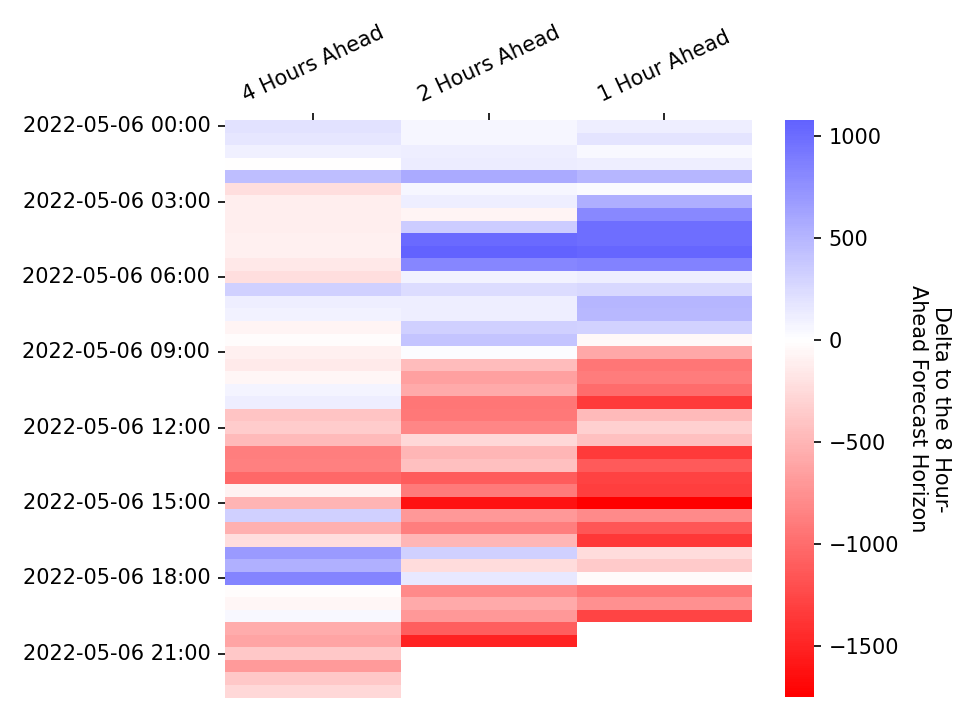 4 Hours Ahead
2 Hours Ahead
1 Hour Ahead
2022-05-06 00:00
2022-05-06 03:00
2022-05-06 06:00
2022-05-06 09:00
2022-05-06 12:00
2022-05-06 15:00
2022-05-06 18:00
2022-05-06 21:00
1000
500
0
−500
−1000
−1500
Delta to the 8 Hour-
Ahead Forecast Horizon